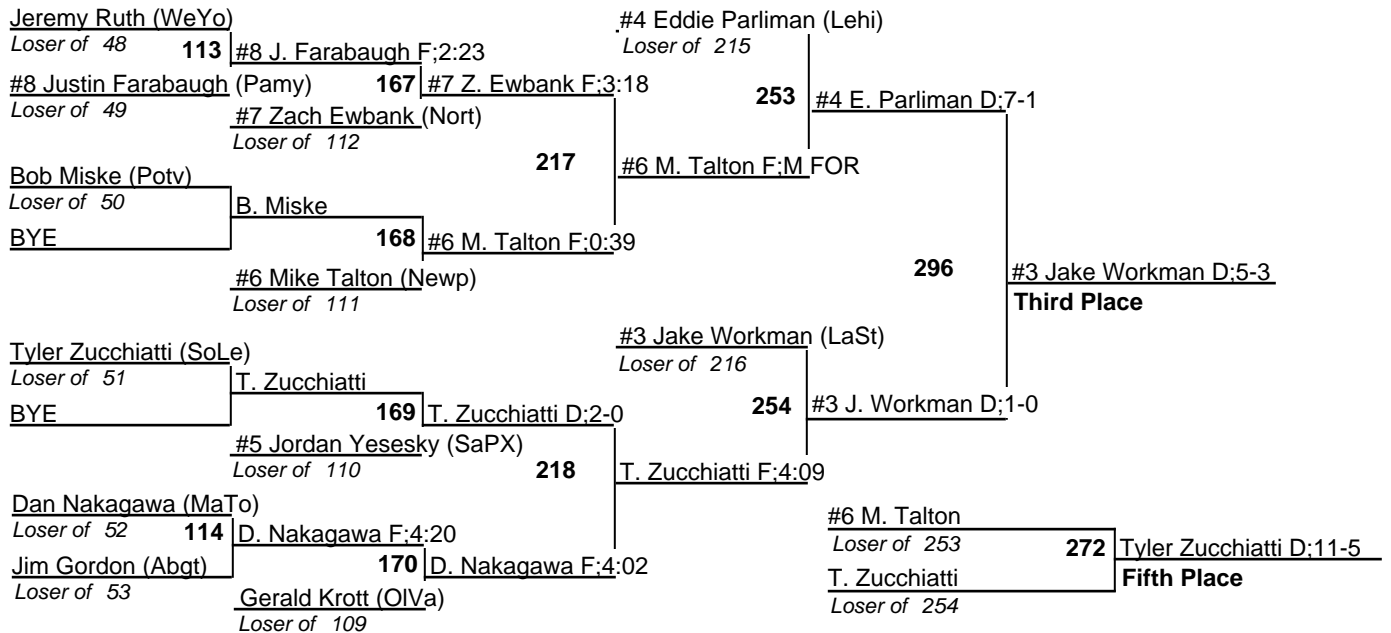 Jeremy Ruth (WeYo)
Loser of 48
113
#8 J. Farabaugh F;2:23
#8 Justin Farabaugh (Pamy)
Loser of 49
167
#7 Z. Ewbank F;3:18
#7 Zach Ewbank (Nort)
Loser of 112
Bob Miske (Potv)
Loser of 50
B. Miske
BYE
168
#6 M. Talton F;0:39
#6 Mike Talton (Newp)
Loser of 111
217
#6 M. Talton F;M FOR
#4 Eddie Parliman (Lehi)
Loser of 215
253
#4 E. Parliman D;7-1
Tyler Zucchiatti (SoLe)
Loser of 51
T. Zucchiatti
BYE
169
T. Zucchiatti D;2-0
#5 Jordan Yesesky (SaPX)
Loser of 110
Dan Nakagawa (MaTo)
Loser of 52
114
D. Nakagawa F;4:20
Jim Gordon (Abgt)
Loser of 53
170
D. Nakagawa F;4:02
Gerald Krott (OlVa)
Loser of 109
218
T. Zucchiatti F;4:09
#3 Jake Workman (LaSt)
Loser of 216
254
#3 J. Workman D;1-0
296
#3 Jake Workman D;5-3
Third Place
#6 M. Talton
Loser of 253
272
Tyler Zucchiatti D;11-5
T. Zucchiatti
Fifth Place
Loser of 254